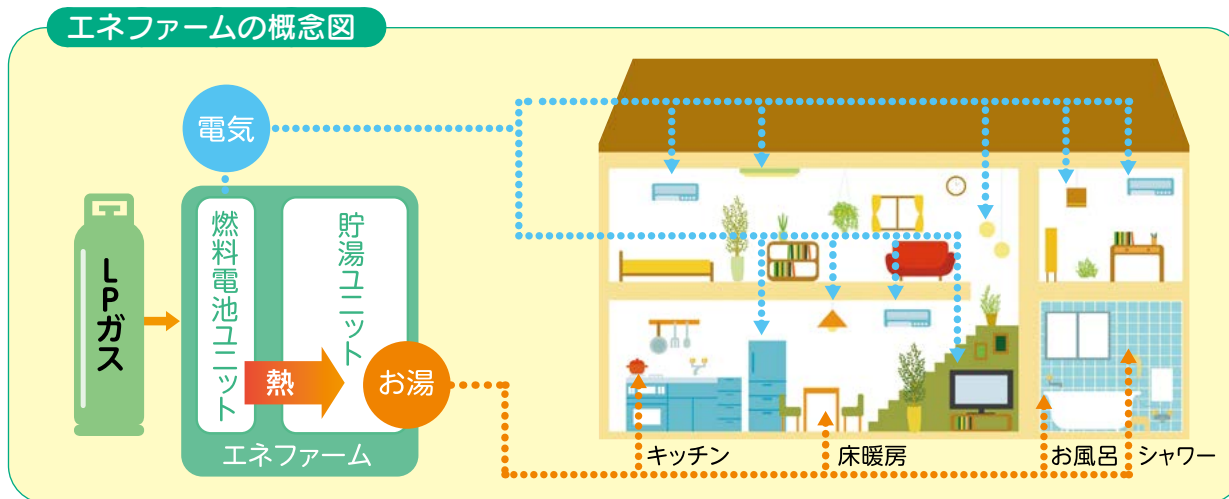 エネファームの概念図
電気
LPガス
燃料電池ユニット
貯湯ユニット
熱
お湯
エネファーム
キッチン
床暖房
お風呂
シャワー